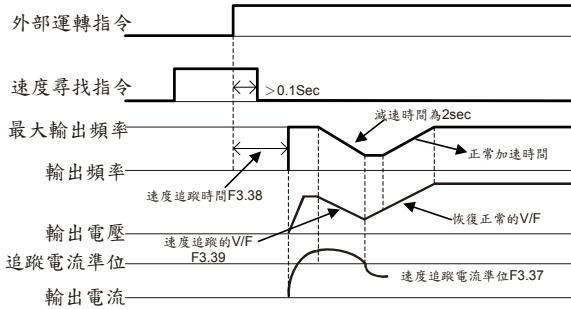 外部運轉指令
速度尋找指令
＞0.1Sec
最大輸出頻率
減速時間為2sec
正常加速時間
輸出頻率
速度追蹤時間F3.38
輸出電壓
速度追蹤的V/F
F3.39
恢復正常的V/F
追蹤電流準位
速度追蹤電流準位F3.37
輸出電流